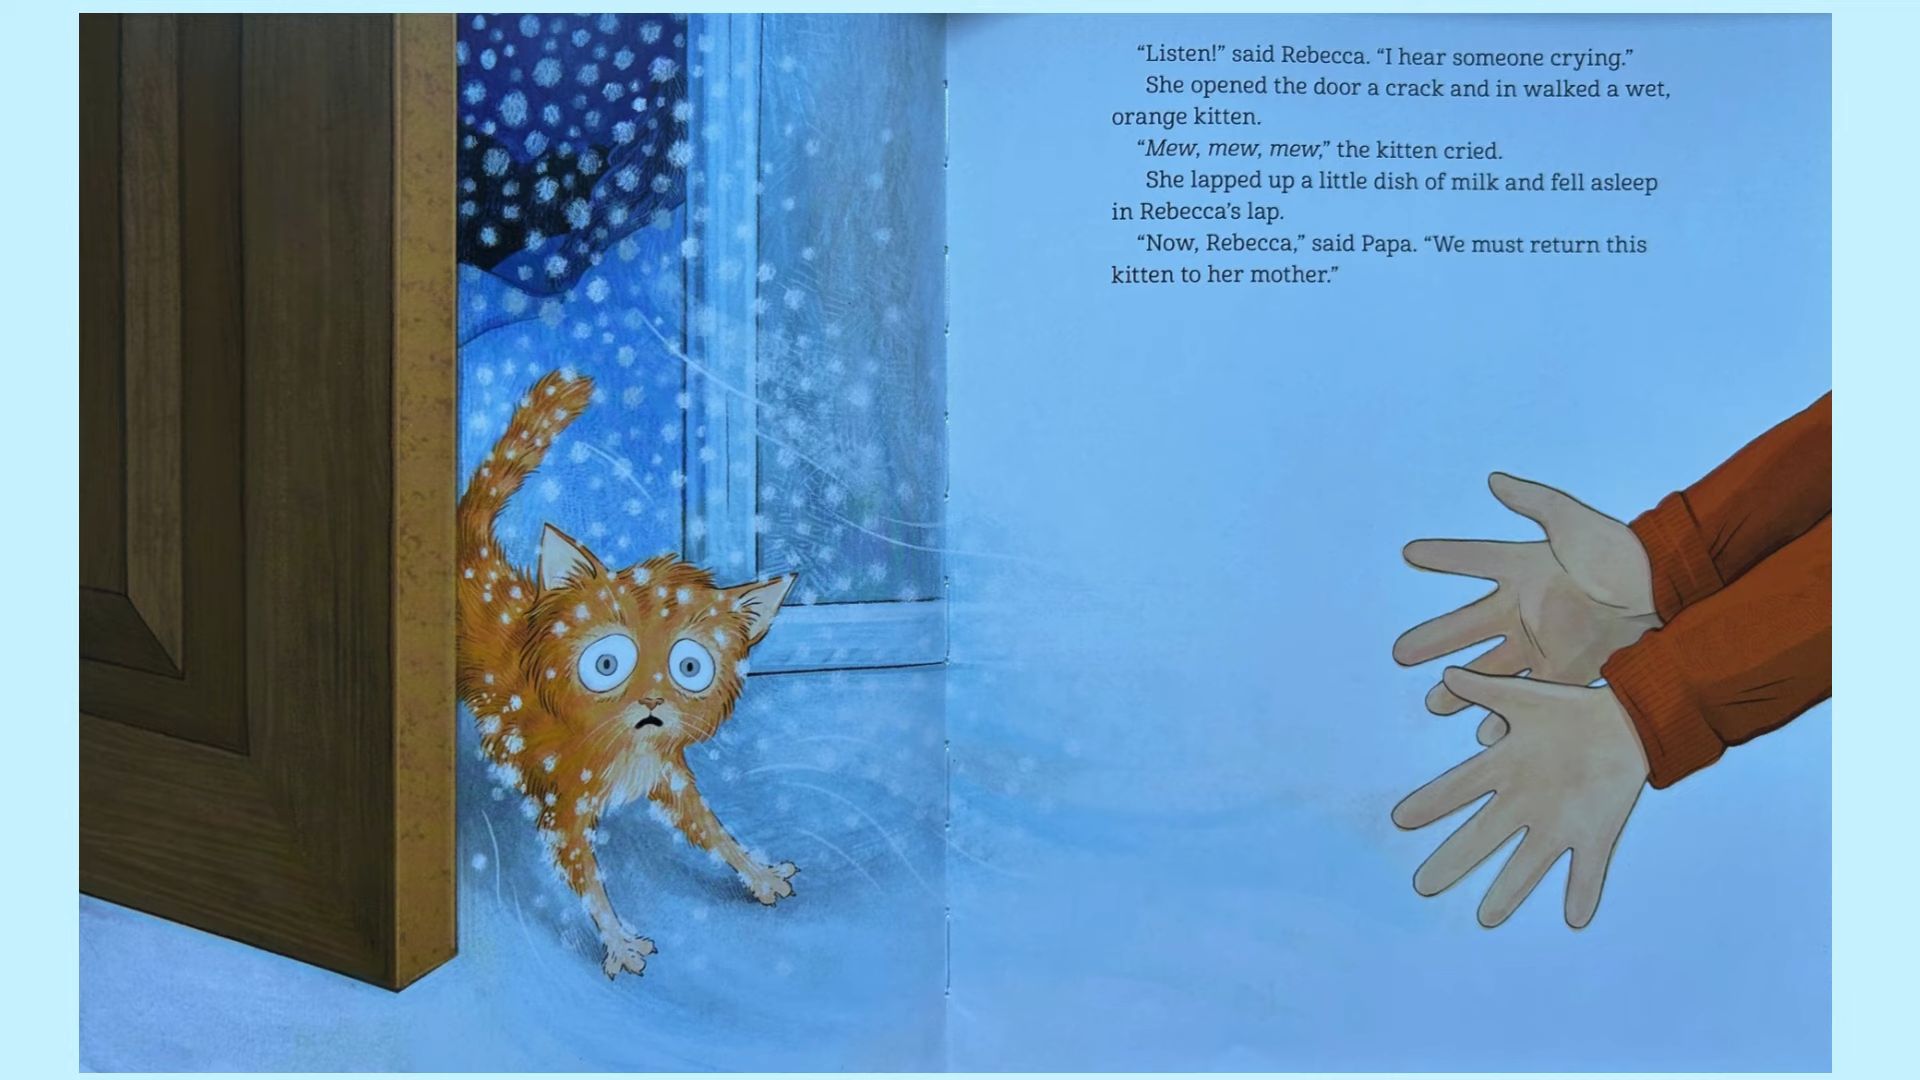 “Listen!” said Rebecca. “I hear someone crying.”
She opened the door a crack and in walked a wet,
orange kitten.
“Mew, mew, mew,” the kitten cried.
She lapped up a little dish of milk and fell asleep
in Rebecca’s lap.
“Now, Rebecca,” said Papa. “We must return this
kitten to her mother.”